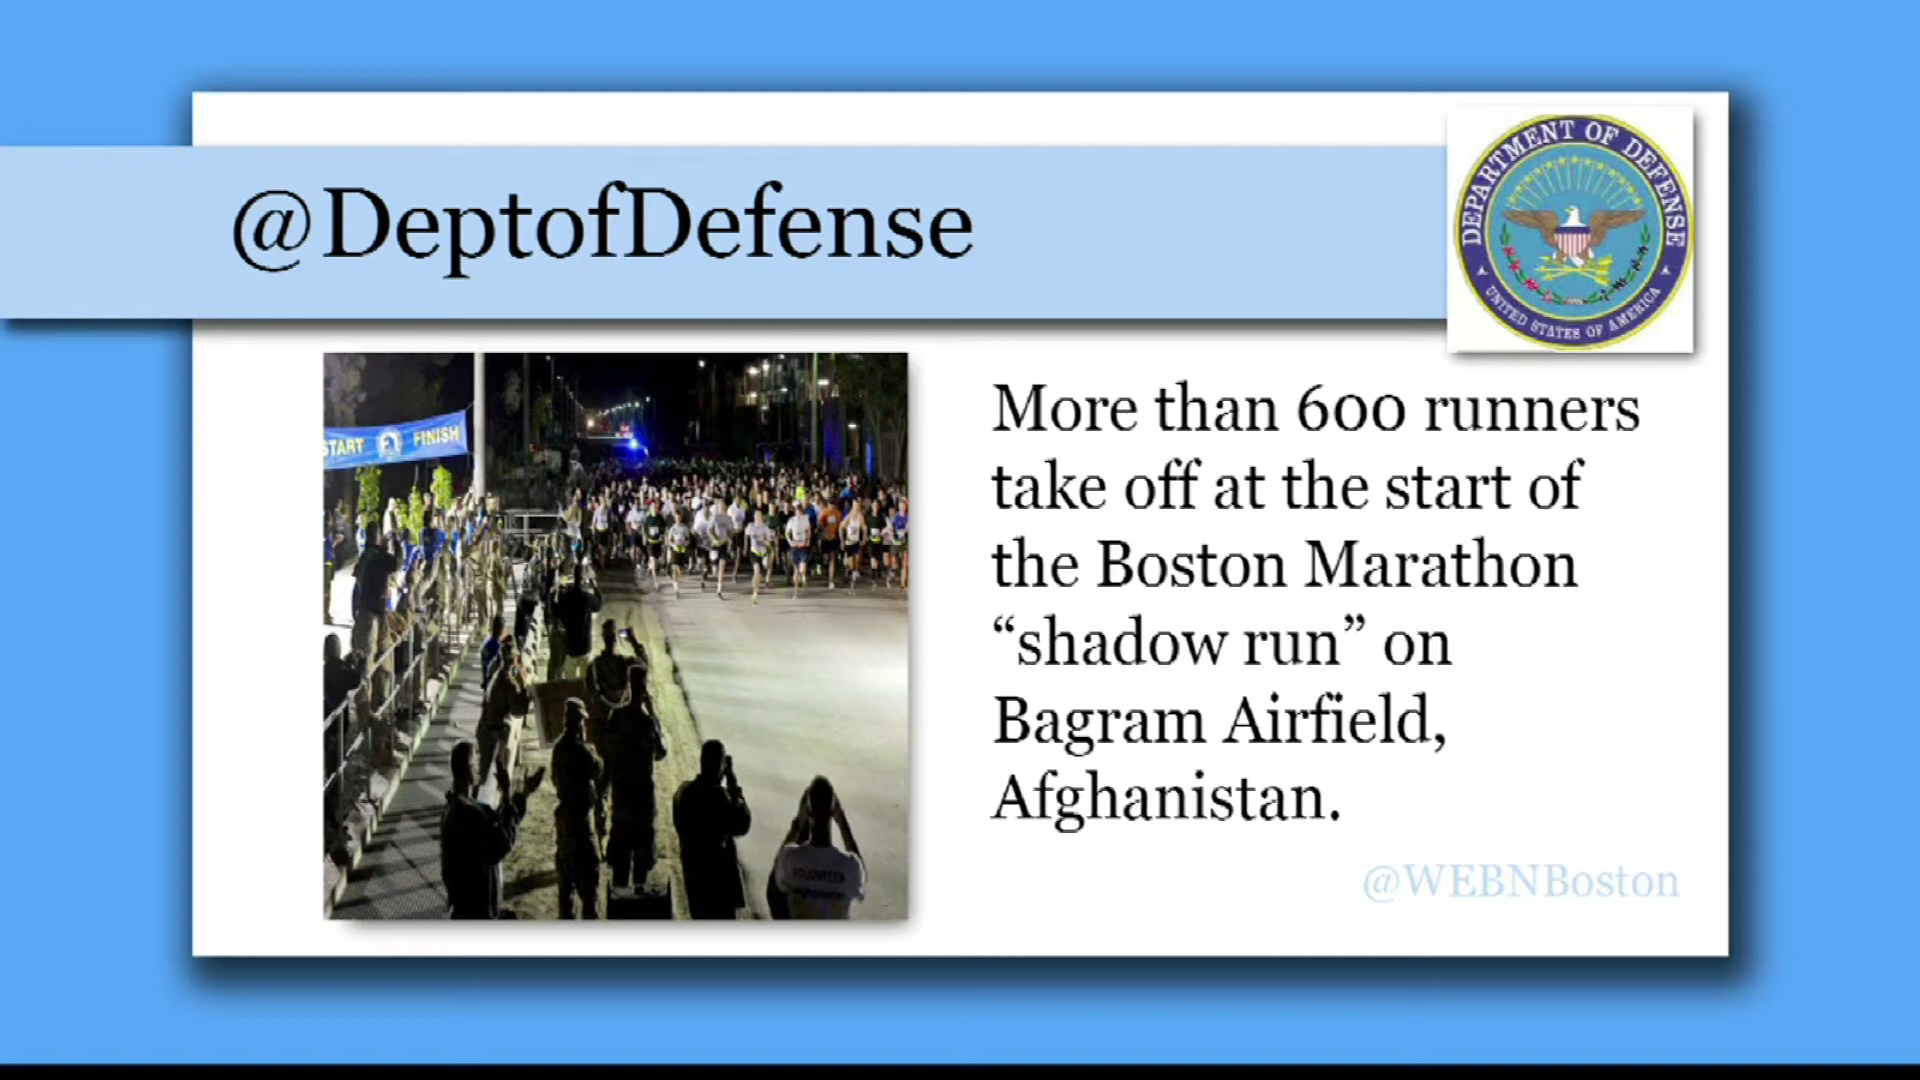 @DeptofDefense
DEPARTMENT OF DEFENSE
UNITED STATES OF AMERICA
START FINISH
More than 600 runners
take off at the start of
the Boston Marathon
“shadow run” on
Bagram Airfield,
Afghanistan.
VOLUNTEER
@WEBNBoston